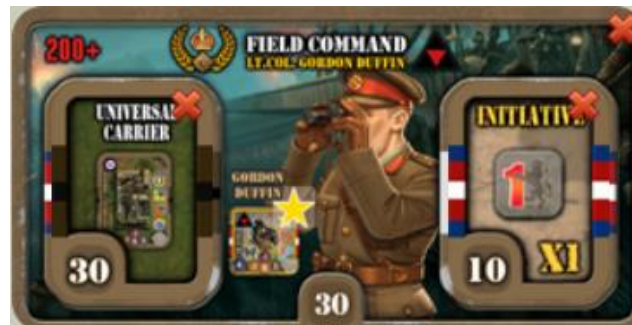 200+
FIELD COMMAND
LT.COL. GORDON DUFFIN
UNIVERSAL
CARRIER
30
GORDON
DUFFIN
30
INITIATIVE
1
10
X1